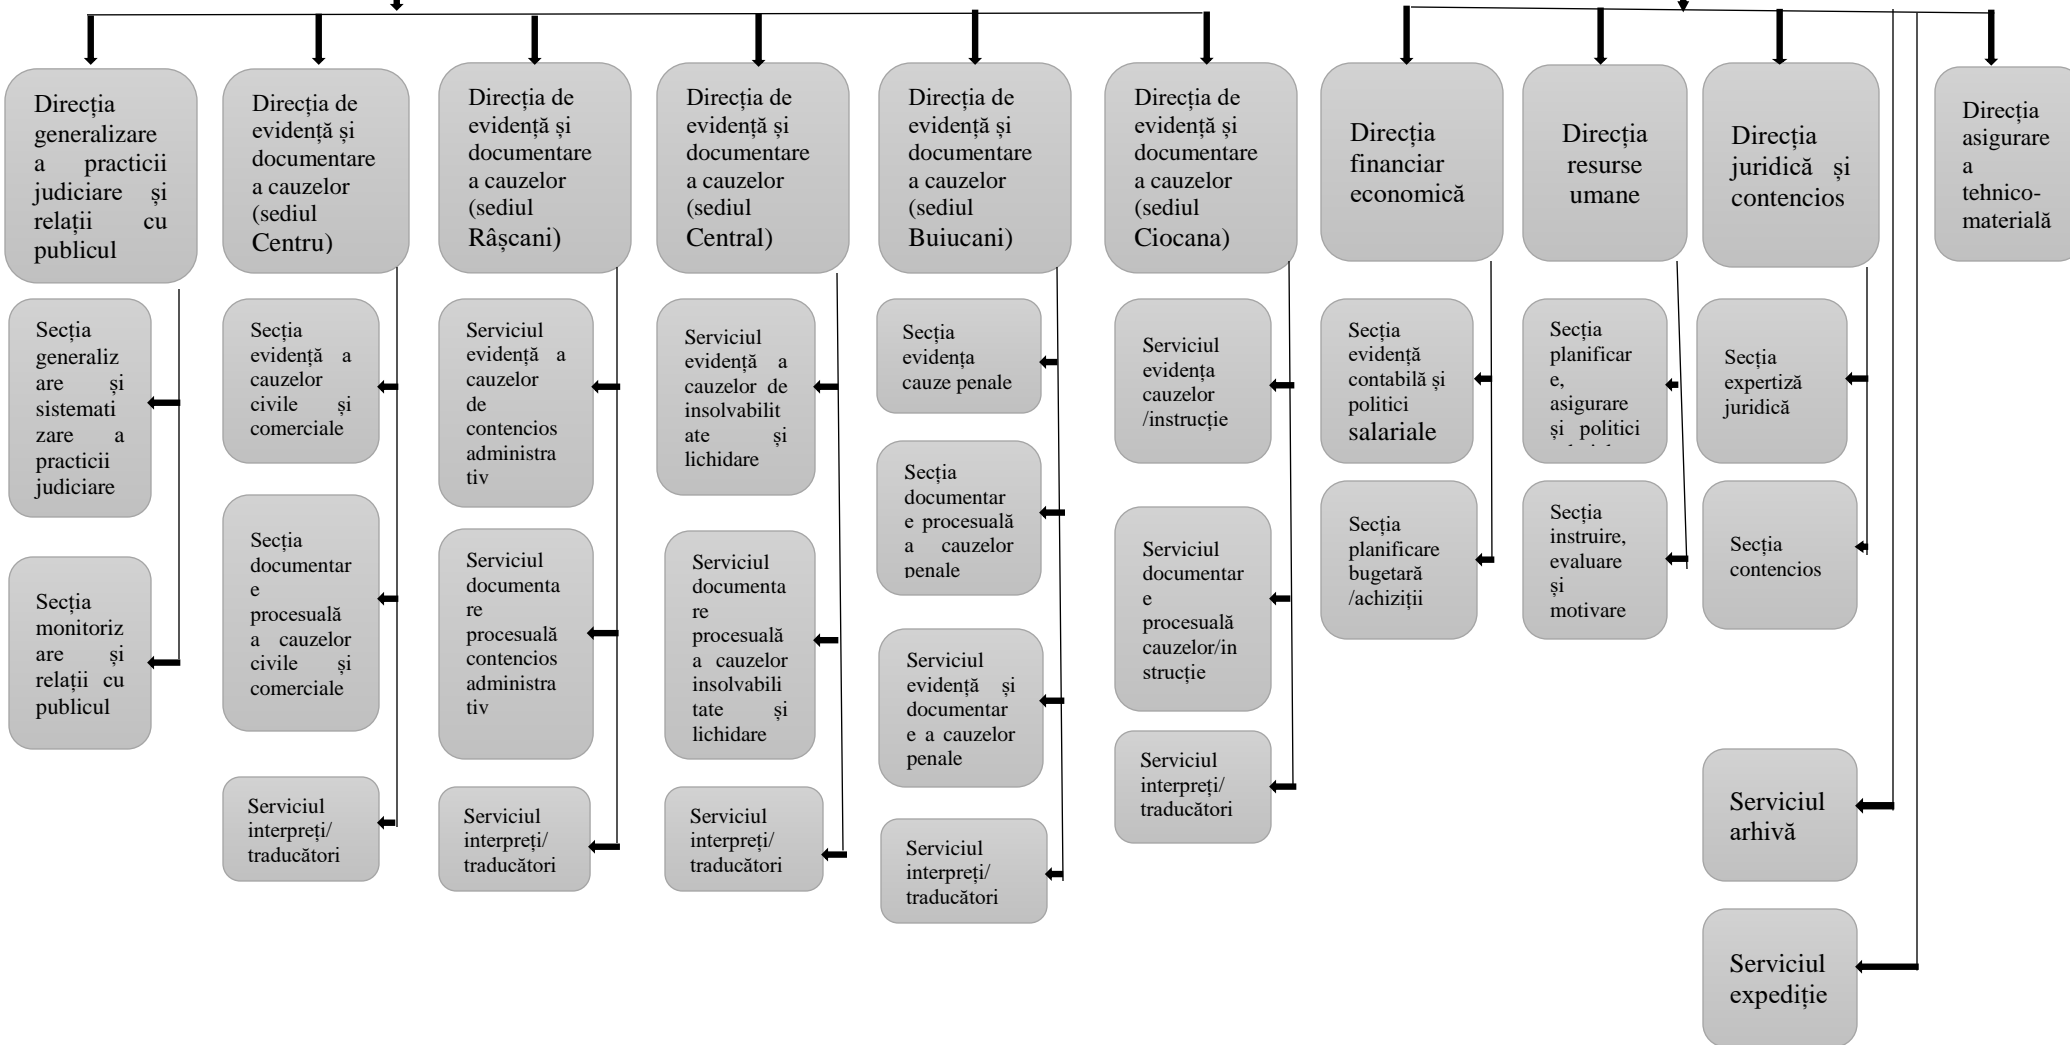 Direcția
generalizare
a practicii
judiciare și
relații cu
publicul
Direcția de
evidență și
documentare
a cauzelor
(sediul
Centru)
Direcția de
evidență și
documentare
a cauzelor
(sediul
Râșcani)
Direcția de
evidență și
documentare
a cauzelor
(sediul
Central)
Direcția de
evidență și
documentare
a cauzelor
(sediul
Buiucani)
Direcția de
evidență și
documentare
a cauzelor
(sediul
Ciocana)
Direcția
financiar
economică
Direcția
resurse
umane
Direcția
juridică și
contencios
Direcția
asigurare
a
tehnico-
materială
Secția
generaliz
are și
sistemati
zare a
practicii
judiciare
Secția
monitoriz
are și
relații cu
publicul
Secția
evidență a
cauzelor
civile și
comerciale
Secția
documentar
e
procesuală
a cauzelor
civile și
comerciale
Serviciul
interpreți/
traducători
Serviciul
evidență a
cauzelor
de
contencios
administra
tiv
Serviciul
documenta
re
procesuală
contencios
administra
tiv
Serviciul
interpreți/
traducători
Serviciul
evidență a
cauzelor de
insolvabilit
ate și
lichidare
Serviciul
documenta
re
procesuală
a cauzelor
insolvabili
tate și
lichidare
Serviciul
interpreți/
traducători
Secția
evidența
cauze penale
Secția
documentar
e procesuală
a cauzelor
penale
Serviciul
evidență și
documentar
e a cauzelor
penale
Serviciul
interpreți/
traducători
Serviciul
evidența
cauzelor
/instrucție
Serviciul
documentar
e
procesuală
cauzelor/in
strucție
Serviciul
interpreți/
traducători
Secția
evidență
contabilă și
politici
salariale
Secția
planificare
bugetară
/achiziții
Secția
planificar
e,
asigurare
și politici
Secția
instruire,
evaluare
și
motivare
Secția
expertiză
juridică
Secția
contencios
Serviciul
arhivă
Serviciul
expediție